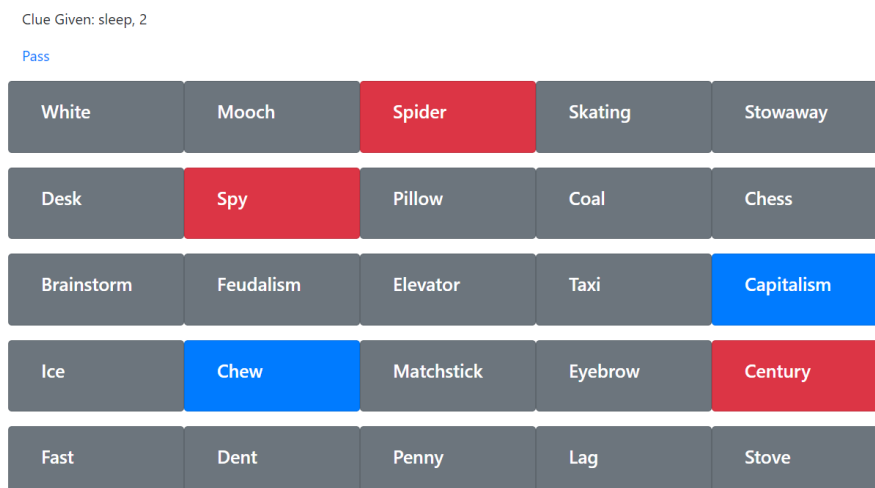 Clue Given: sleep, 2
Pass
White Mooch Spider Skating Stowaway
Desk Spy Pillow Coal Chess
Brainstorm Feudalism Elevator Taxi Capitalism
Ice Chew Matchstick Eyebrow Century
Fast Dent Penny Lag Stove